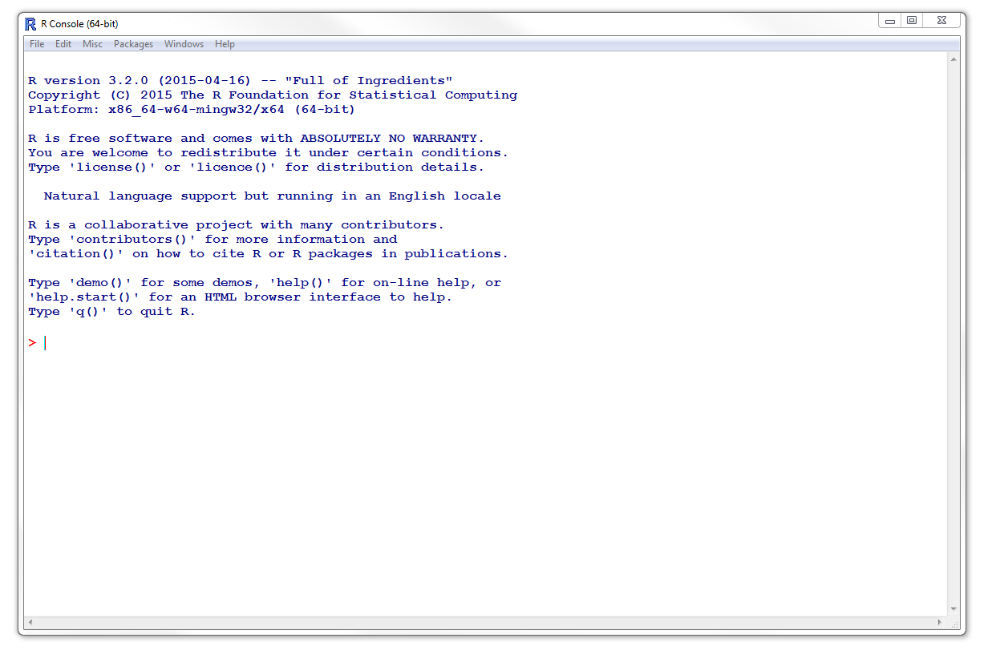 R Console (64-bit)
File Edit Misc Packages Windows Help
R version 3.2.0 (2015-04-16) -- "Full of Ingredients"
Copyright (C) 2015 The R Foundation for Statistical Computing
Platform: x86_64-w64-mingw32/x64 (64-bit)
R is free software and comes with ABSOLUTELY NO WARRANTY.
You are welcome to redistribute it under certain conditions.
Type 'license()' or 'licence()' for distribution details.
Natural language support but running in an English locale
R is a collaborative project with many contributors.
Type 'contributors()' for more information and
'citation()' on how to cite R or R packages in publications.
Type 'demo()' for some demos, 'help()' for on-line help, or
'help.start()' for an HTML browser interface to help.
Type 'q()' to quit R.
>